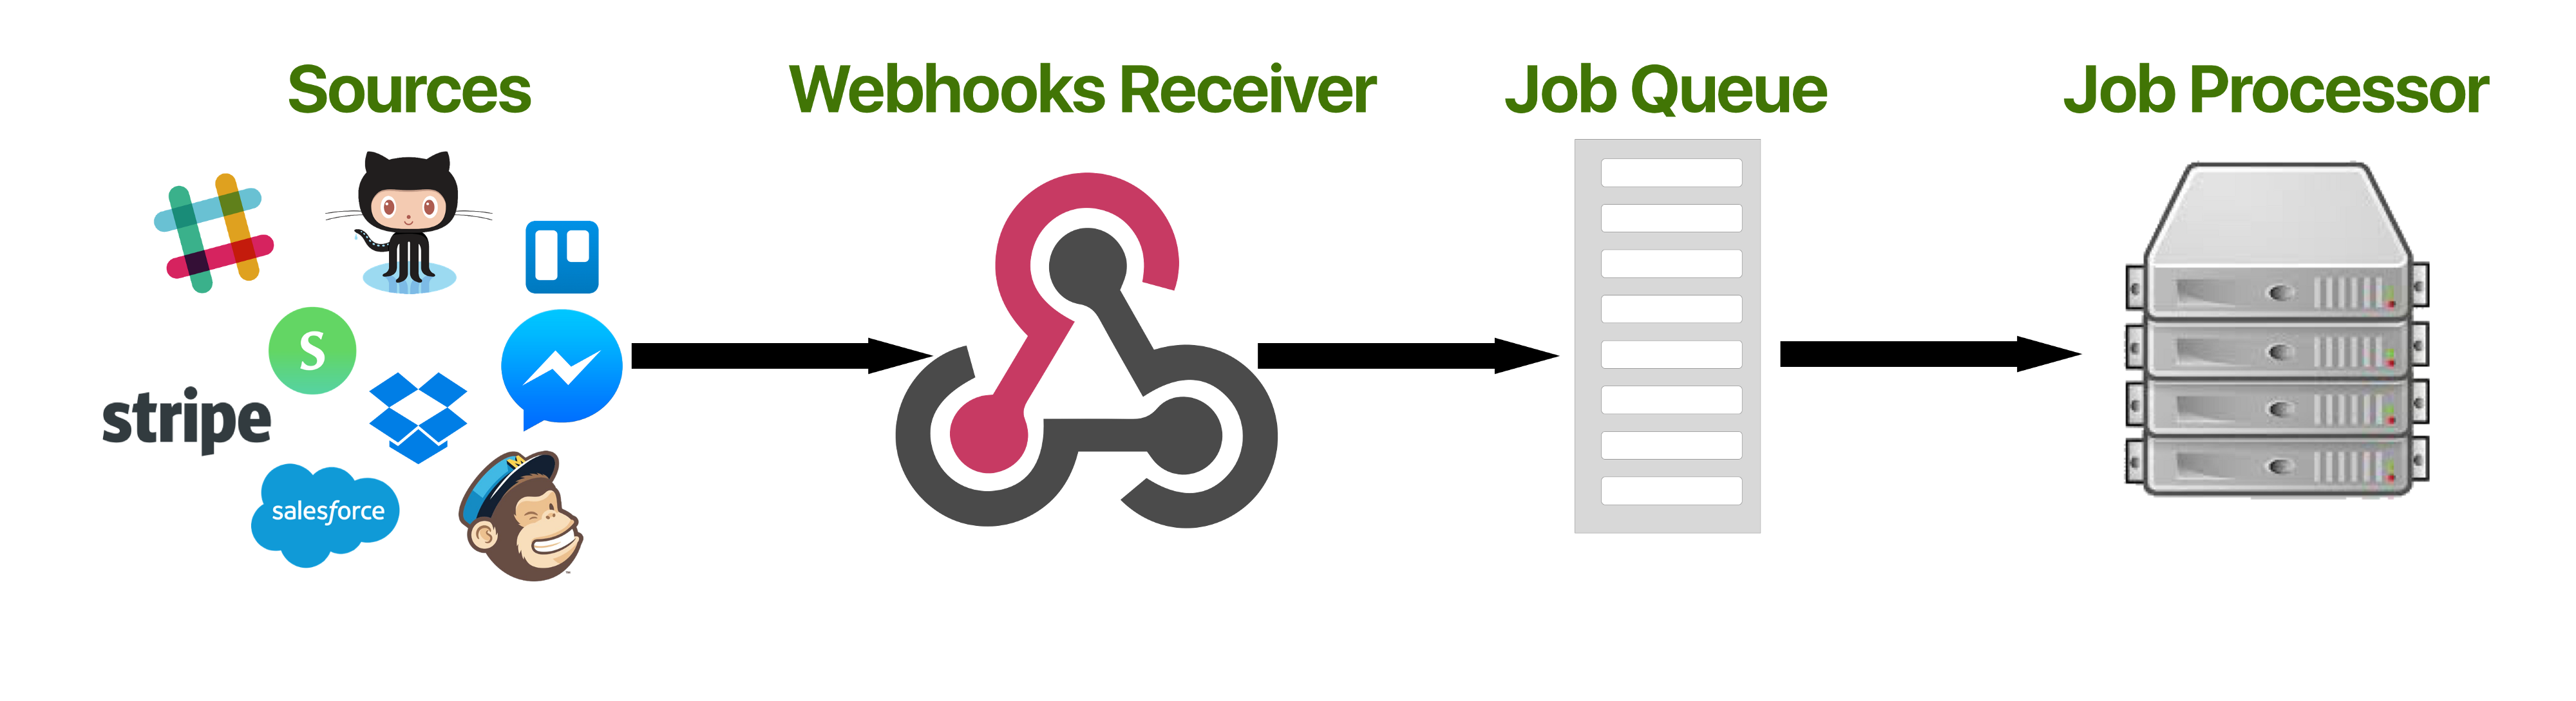 Sources
Webhooks Receiver
Job Queue
Job Processor
S
stripe
salesforce
M